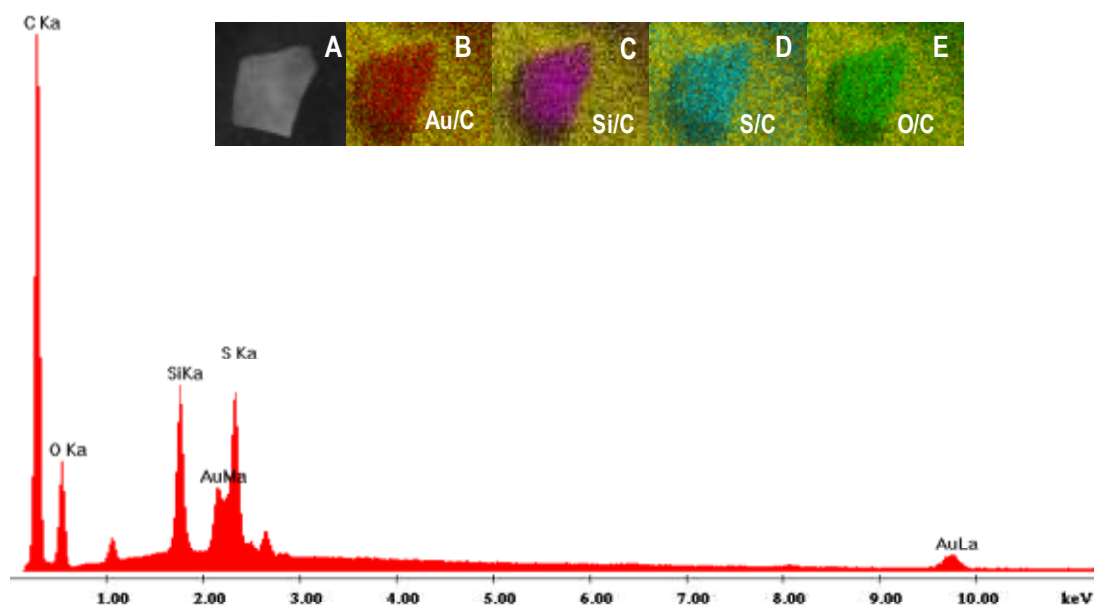 C Ka
A
B
C
D
E
Au/C
Si/C
S/C
O/C
S Ka
SiKa
O Ka
AuMa
AuLa
1.00 2.00 3.00 4.00 5.00 6.00 7.00 8.00 9.00 10.00 keV